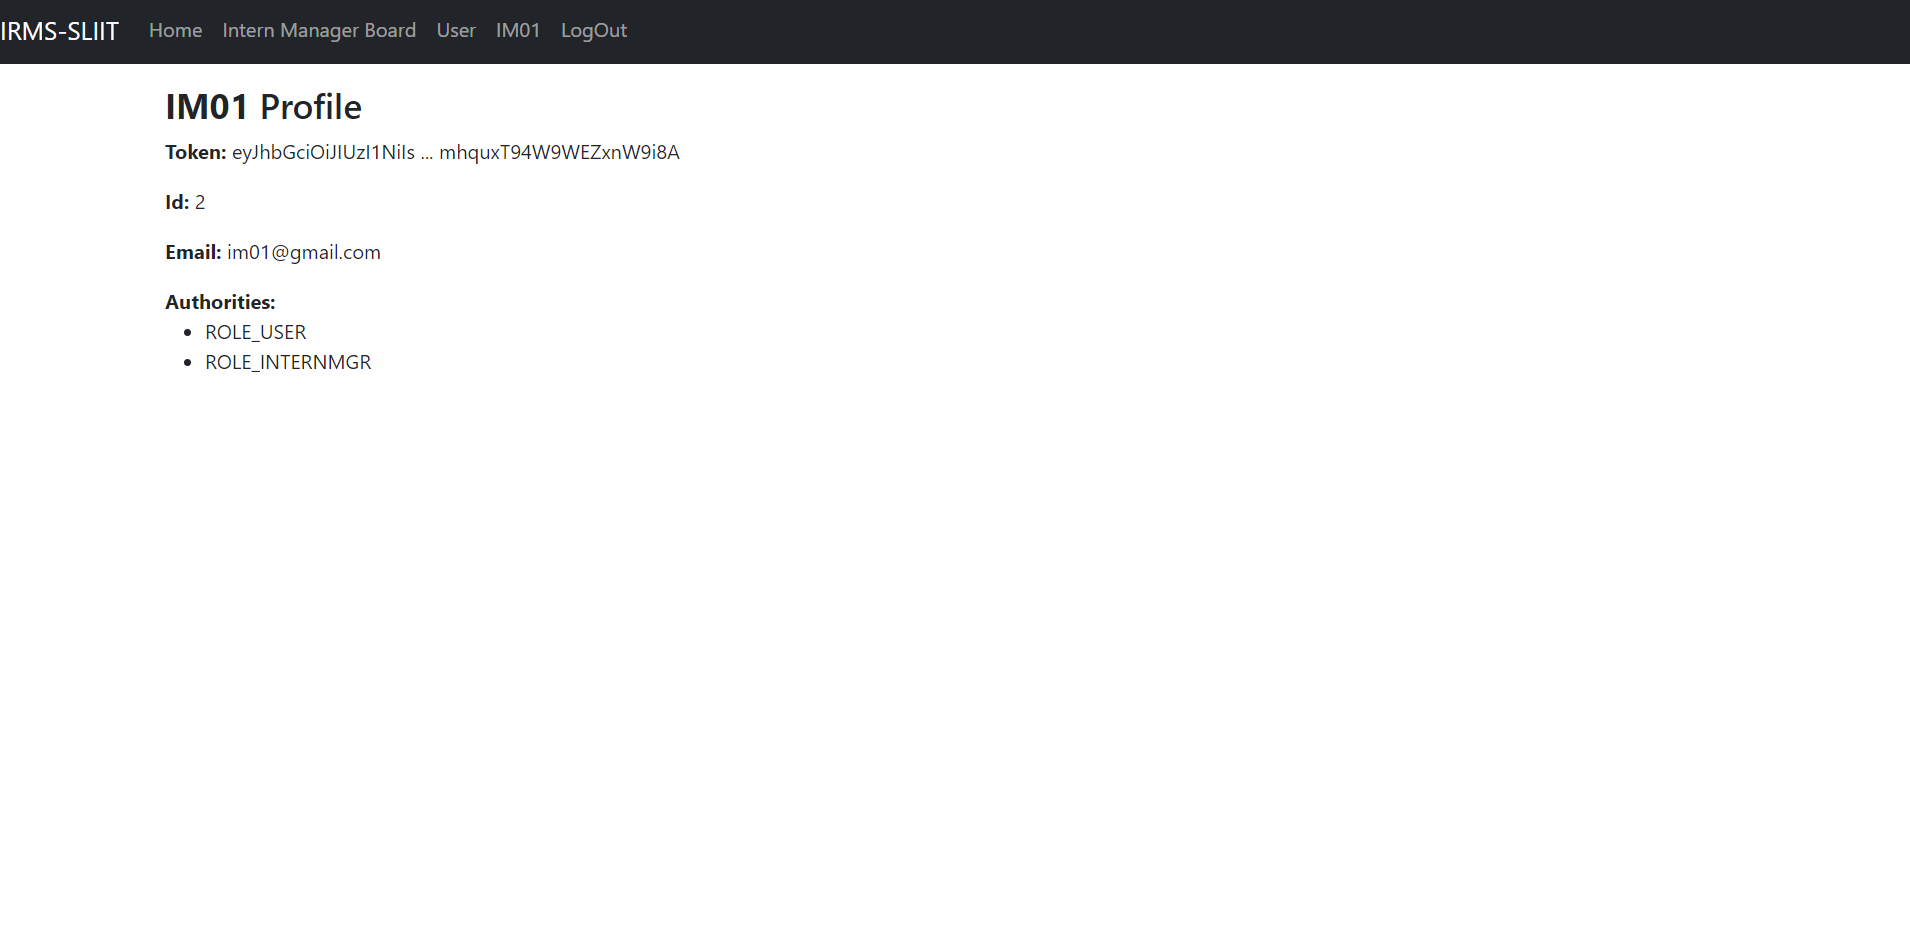 IRMS-SLIIT Home Intern Manager Board User IM01 LogOut
IM01 Profile
Token: eyJhbGciOiJIUzI1NiIs ... mhquxT94W9WEZxnW9i8A
Id: 2
Email: im01@gmail.com
Authorities:
• ROLE_USER
• ROLE_INTERNMGR